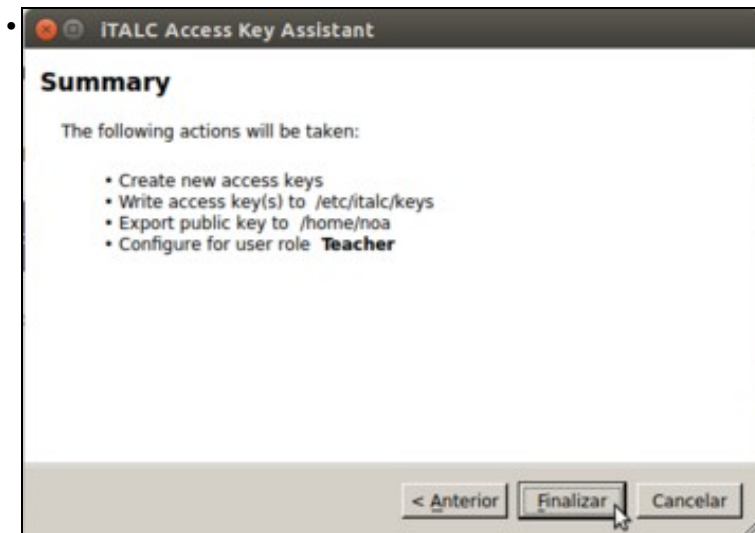 iTALC Access Key Assistant
Summary
The following actions will be taken:
• Create new access keys
• Write access key(s) to /etc/italc/keys
• Export public key to /home/noa
• Configure for user role Teacher
< Anterior Finalizar Cancelar